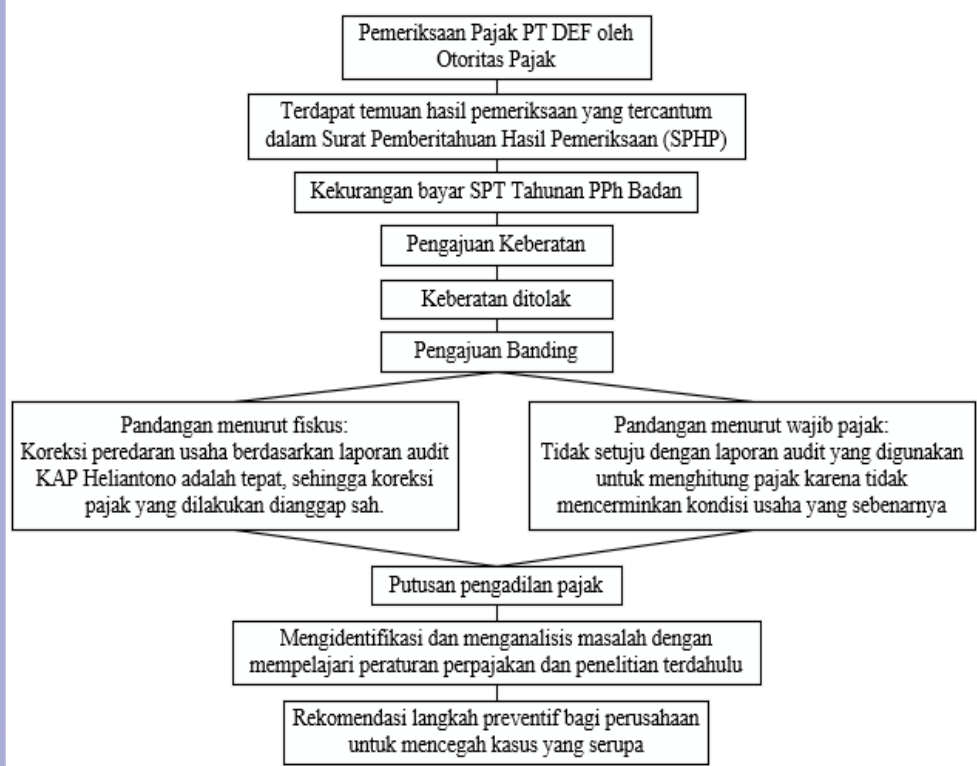 Pemeriksaan Pajak PT DEF oleh
Otoritas Pajak
Terdapat temuan hasil pemeriksaan yang tercantum
dalam Surat Pemberitahuan Hasil Pemeriksaan (SPHP)
Kekurangan bayar SPT Tahunan PPh Badan
Pengajuan Keberatan
Keberatan ditolak
Pengajuan Banding
Pandangan menurut fiskus:
Koreksi peredaran usaha berdasarkan laporan audit
KAP Heliantono adalah tepat, sehingga koreksi
pajak yang dilakukan dianggap sah.
Pandangan menurut wajib pajak:
Tidak setuju dengan laporan audit yang digunakan
untuk menghitung pajak karena tidak
mencerminkan kondisi usaha yang sebenarnya
Putusan pengadilan pajak
Mengidentifikasi dan menganalisis masalah dengan
mempelajari peraturan perpajakan dan penelitian terdahulu
Rekomendasi langkah preventif bagi perusahaan
untuk mencegah kasus yang serupa